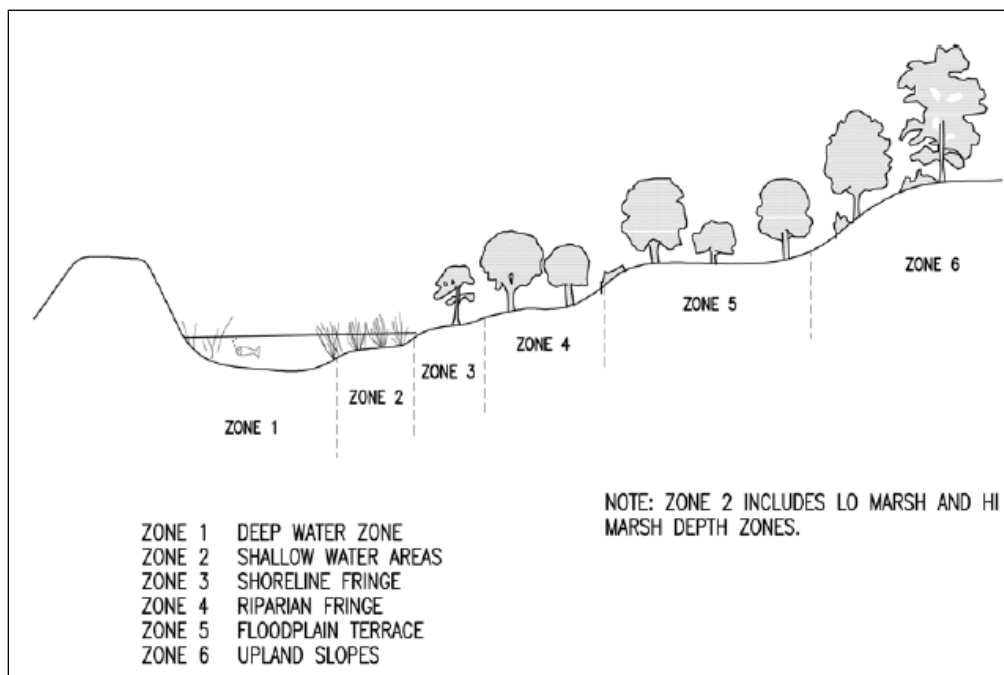 ZONE 6
ZONE 5
ZONE 4
ZONE 3
ZONE 2
ZONE 1
NOTE: ZONE 2 INCLUDES LO MARSH AND HI
MARSH DEPTH ZONES.
ZONE 1 DEEP WATER ZONE
ZONE 2 SHALLOW WATER AREAS
ZONE 3 SHORELINE FRINGE
ZONE 4 RIPARIAN FRINGE
ZONE 5 FLOODPLAIN TERRACE
ZONE 6 UPLAND SLOPES